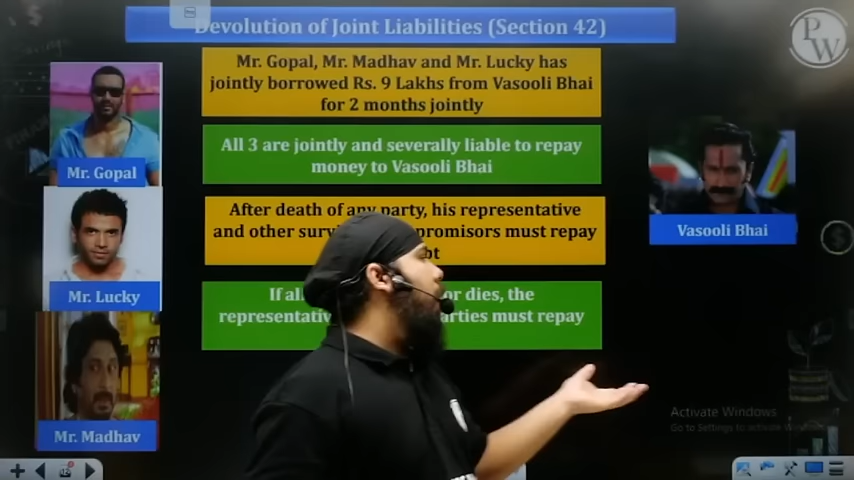 Devolution of Joint Liabilities (Section 42)
PW
Mr. Gopal, Mr. Madhav and Mr. Lucky has
jointly borrowed Rs. 9 Lakhs from Vasooli Bhai
for 2 months jointly
All 3 are jointly and severally liable to repay
money to Vasooli Bhai
Mr. Gopal
After death of any party, his representative
and other promisors must repay
Vasooli Bhai
Mr. Lucky
If all dies, the
must repay
Mr. Madhav
Activate Windows
Go to Settings to activate Windows.